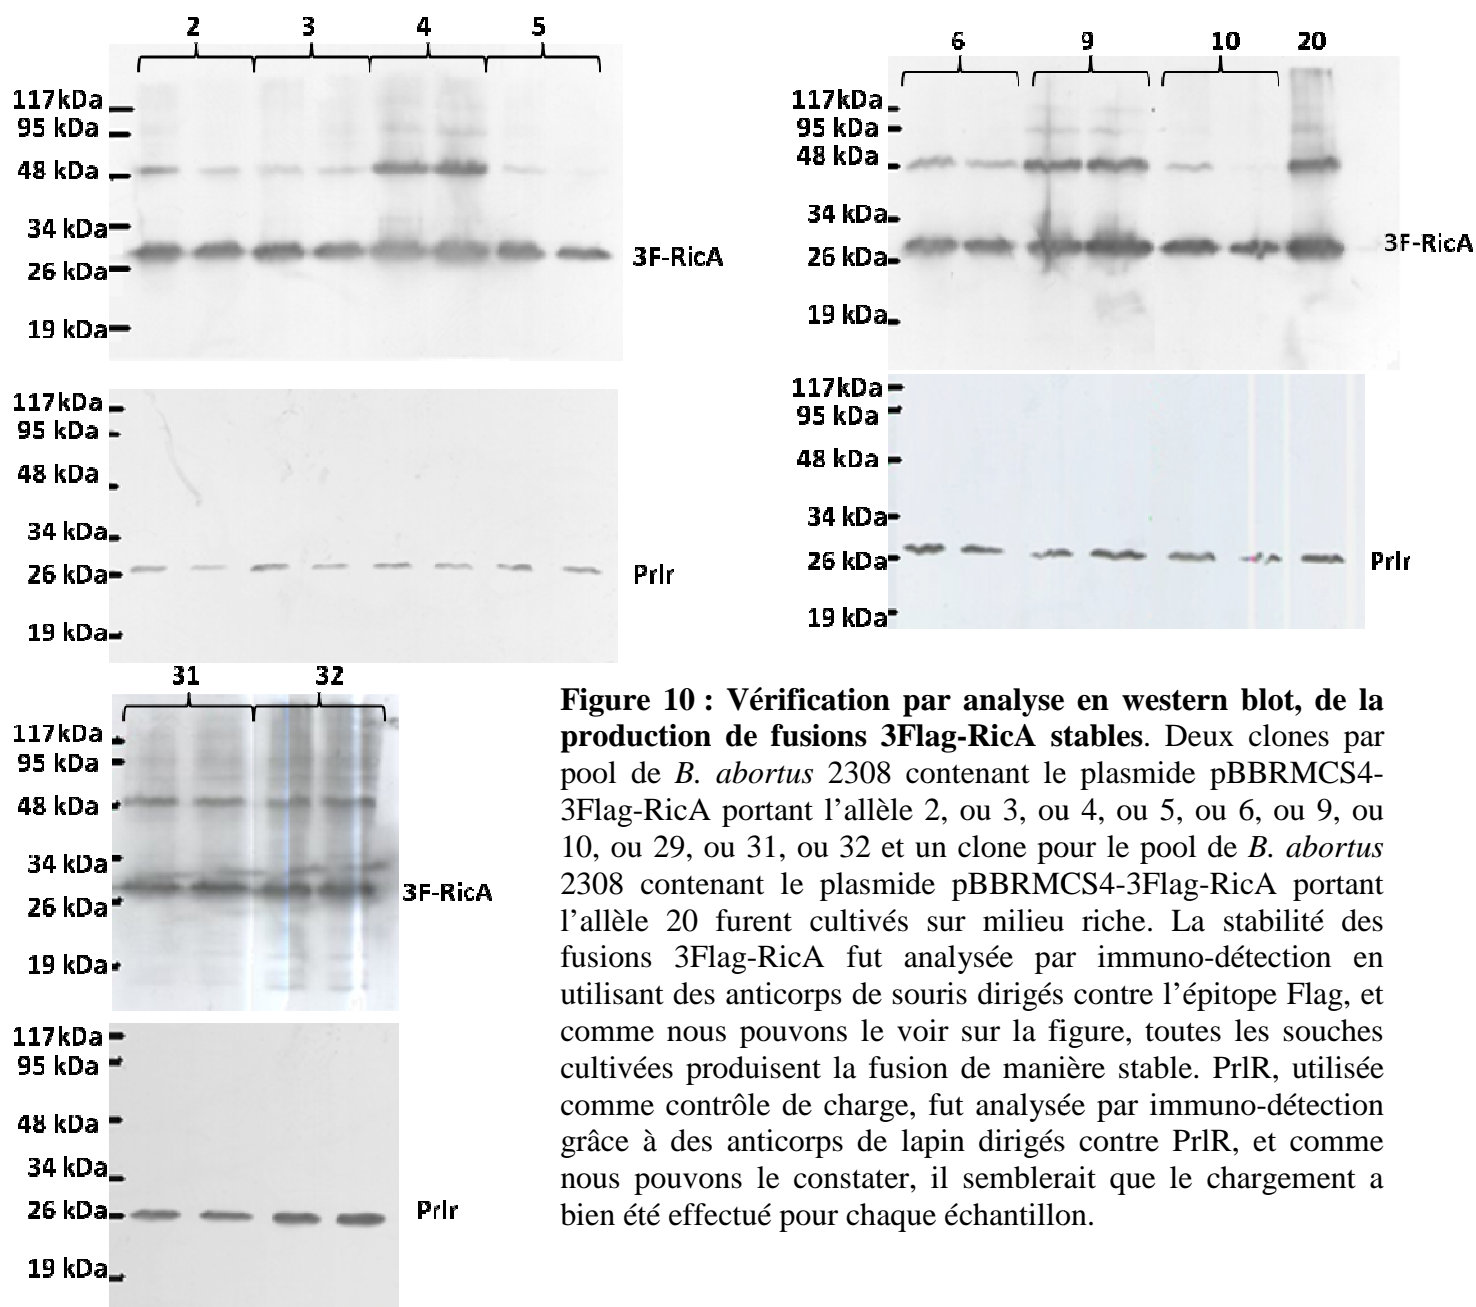 2 3 4 5
117kDa
95 kDa
48 kDa
34 kDa
26 kDa
19 kDa
3F-RicA
117kDa
95 kDa
48 kDa
34 kDa
26 kDa
19 kDa
Prlr
6 9 10 20
117kDa
95 kDa
48 kDa
34 kDa
26 kDa
19 kDa
3F-RicA
117kDa
95 kDa
48 kDa
34 kDa
26 kDa
19 kDa
Prlr
31 32
117kDa
95 kDa
48 kDa
34 kDa
26 kDa
19 kDa
3F-RicA
117kDa
95 kDa
48 kDa
34 kDa
26 kDa
19 kDa
Prlr
Figure 10 : Vérification par analyse en western blot, de la
production de fusions 3Flag-RicA stables. Deux clones par
pool de B. abortus 2308 contenant le plasmide pBBRMCS4-
3Flag-RicA portant l'allèle 2, ou 3, ou 4, ou 5, ou 6, ou 9, ou
10, ou 29, ou 31, ou 32 et un clone pour le pool de B. abortus
2308 contenant le plasmide pBBRMCS4-3Flag-RicA portant
l'allèle 20 furent cultivés sur milieu riche. La stabilité des
fusions 3Flag-RicA fut analysée par immuno-détection en
utilisant des anticorps de souris dirigés contre l'épitope Flag, et
comme nous pouvons le voir sur la figure, toutes les souches
cultivées produisent la fusion de manière stable. PrlR, utilisée
comme contrôle de charge, fut analysée par immuno-détection
grâce à des anticorps de lapin dirigés contre PrlR, et comme
nous pouvons le constater, il semblerait que le chargement a
bien été effectué pour chaque échantillon.